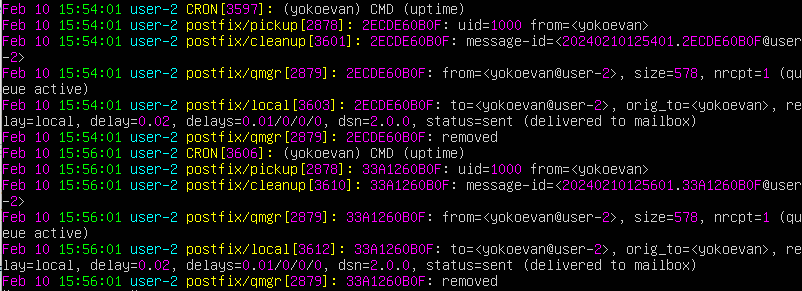 Feb 10 15:54:01 user-2 CRON[3597]: (yokoevan) CMD (uptime)
Feb 10 15:54:01 user-2 postfix/pickup[2878]: 2ECDE60B0F: uid=1000 from=<yokoevan>
Feb 10 15:54:01 user-2 postfix/cleanup[3601]: 2ECDE60B0F: message-id=<20240210125401.2ECDE60B0F@user
-2>
Feb 10 15:54:01 user-2 postfix/qmgr[2879]: 2ECDE60B0F: from=<yokoevan@user-2>, size=578, nrcpt=1 (qu
eue active)
Feb 10 15:54:01 user-2 postfix/local[3603]: 2ECDE60B0F: to=<yokoevan@user-2>, orig_to=<yokoevan>, re
lay=local, delay=0.02, delays=0.01/0/0/0, dsn=2.0.0, status=sent (delivered to mailbox)
Feb 10 15:54:01 user-2 postfix/qmgr[2879]: 2ECDE60B0F: removed
Feb 10 15:56:01 user-2 CRON[3606]: (yokoevan) CMD (uptime)
Feb 10 15:56:01 user-2 postfix/pickup[2878]: 33A1260B0F: uid=1000 from=<yokoevan>
Feb 10 15:56:01 user-2 postfix/cleanup[3610]: 33A1260B0F: message-id=<20240210125601.33A1260B0F@user
-2>
Feb 10 15:56:01 user-2 postfix/qmgr[2879]: 33A1260B0F: from=<yokoevan@user-2>, size=578, nrcpt=1 (qu
eue active)
Feb 10 15:56:01 user-2 postfix/local[3612]: 33A1260B0F: to=<yokoevan@user-2>, orig_to=<yokoevan>, re
lay=local, delay=0.02, delays=0.01/0/0/0, dsn=2.0.0, status=sent (delivered to mailbox)
Feb 10 15:56:01 user-2 postfix/qmgr[2879]: 33A1260B0F: removed